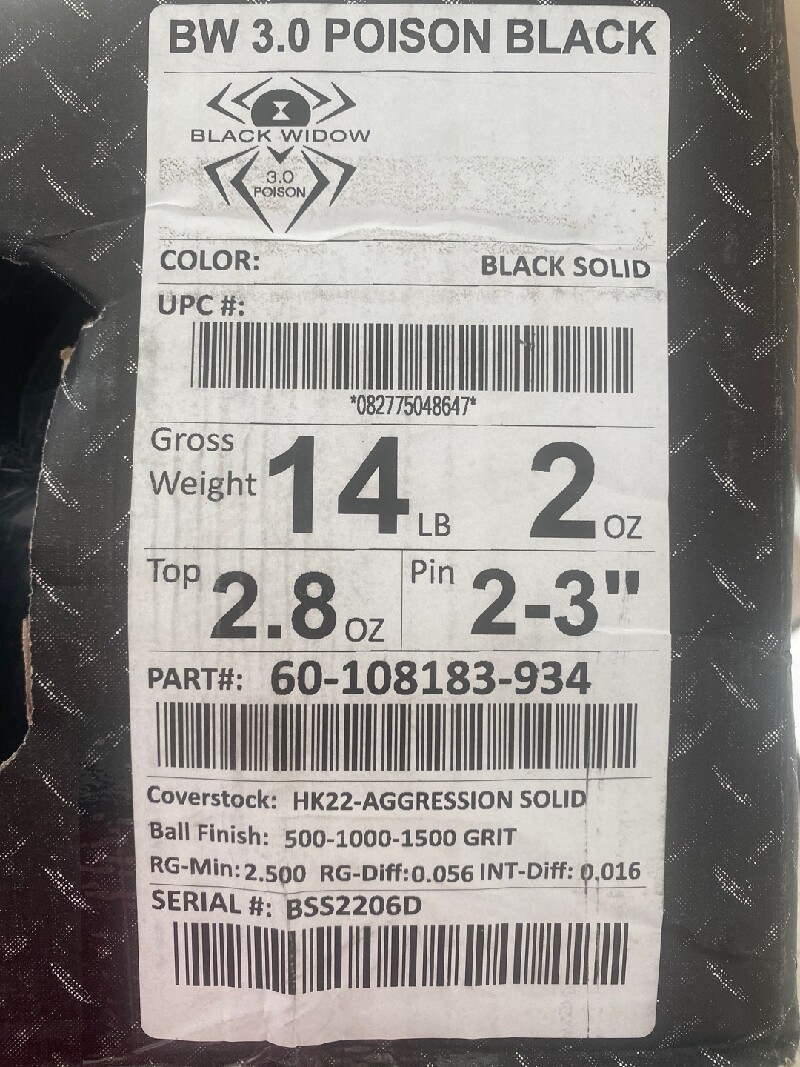 BW 3.0 POISON BLACK
BLACK WIDOW
3.0
POISON
COLOR: BLACK SOLID
UPC #:
*082775048647*
Gross Weight 14 LB 2 OZ
Top 2.8 OZ Pin 2-3"
PART#: 60-108183-934
Coverstock: HK22-AGGRESSION SOLID
Ball Finish: 500-1000-1500 GRIT
RG-Min: 2.500 RG-Diff: 0.056 INT-Diff: 0.016
SERIAL #: BSS2206D